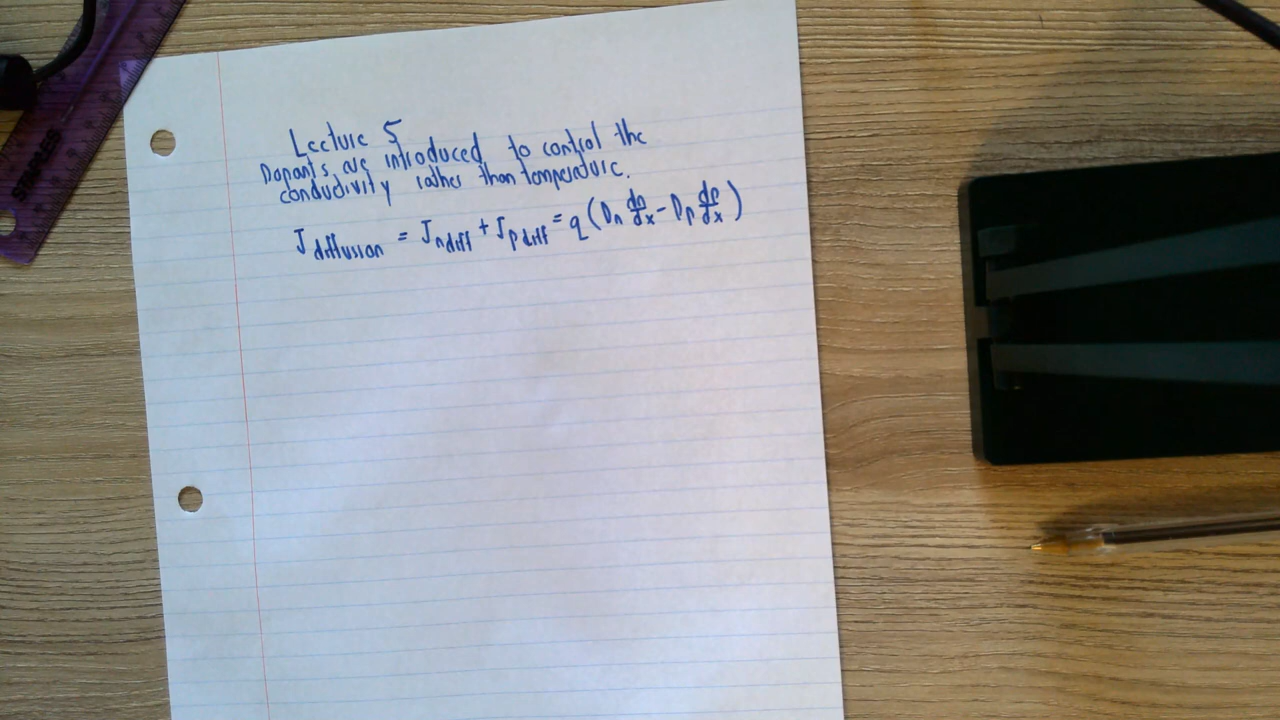 STAPLES
Lecture 5
Dopants are introduced to control the
conductivity rather than temperature.
J diffusion = J n diff + J p diff = q (Dn dn/dx - Dp dp/dx)